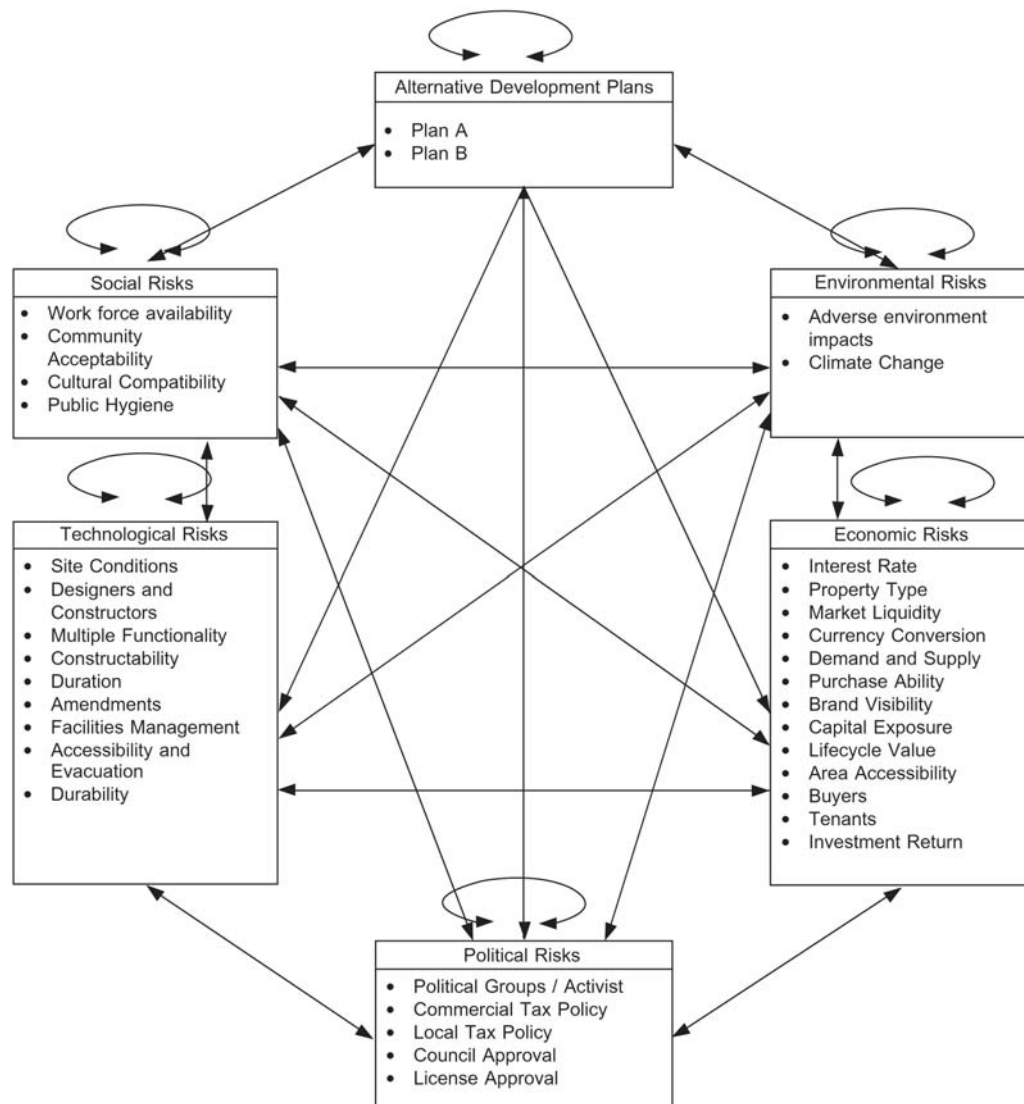 Alternative Development Plans
• Plan A
• Plan B
Social Risks
• Work force availability
• Community
Acceptability
• Cultural Compatibility
• Public Hygiene
Environmental Risks
• Adverse environment
impacts
• Climate Change
Technological Risks
• Site Conditions
• Designers and
Constructors
• Multiple Functionality
• Constructability
• Duration
• Amendments
• Facilities Management
• Accessibility and
Evacuation
• Durability
Economic Risks
• Interest Rate
• Property Type
• Market Liquidity
• Currency Conversion
• Demand and Supply
• Purchase Ability
• Brand Visibility
• Capital Exposure
• Lifecycle Value
• Area Accessibility
• Buyers
• Tenants
• Investment Return
Political Risks
• Political Groups / Activist
• Commercial Tax Policy
• Local Tax Policy
• Council Approval
• License Approval